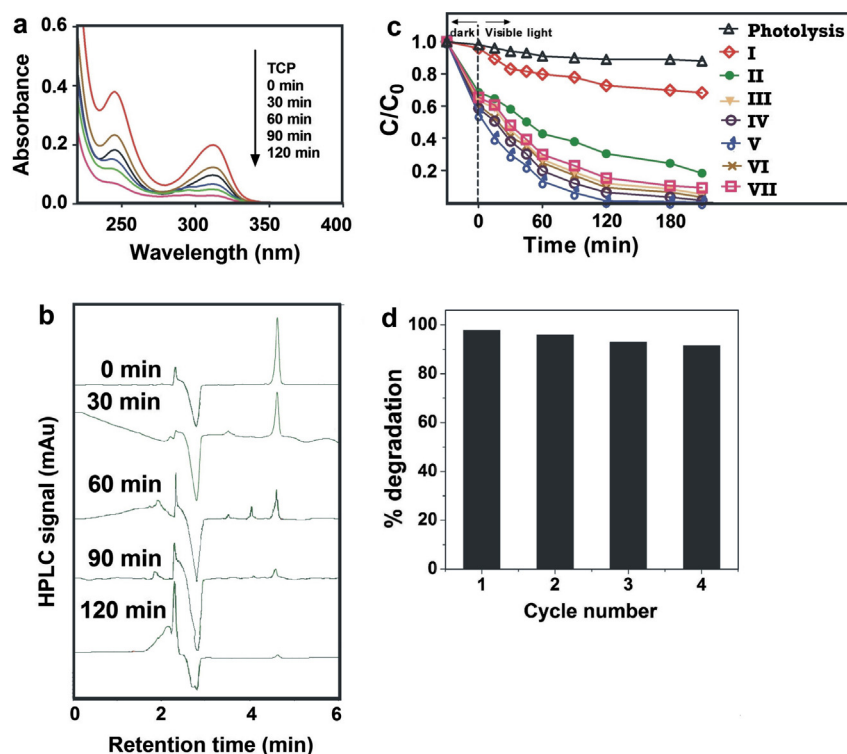 a
0.6
0.4
0.2
0.0
Absorbance
TCP
0 min
30 min
60 min
90 min
120 min
250
300
350
400
Wavelength (nm)
c
1.0
0.8
0.6
0.4
0.2
C/C0
dark
Visible light
0
60
120
180
Time (min)
Photolysis
I
II
III
IV
V
VI
VII
b
0 min
30 min
60 min
90 min
120 min
HPLC signal (mAu)
0
2
4
6
Retention time (min)
d
100
80
60
40
20
0
% degradation
1
2
3
4
Cycle number